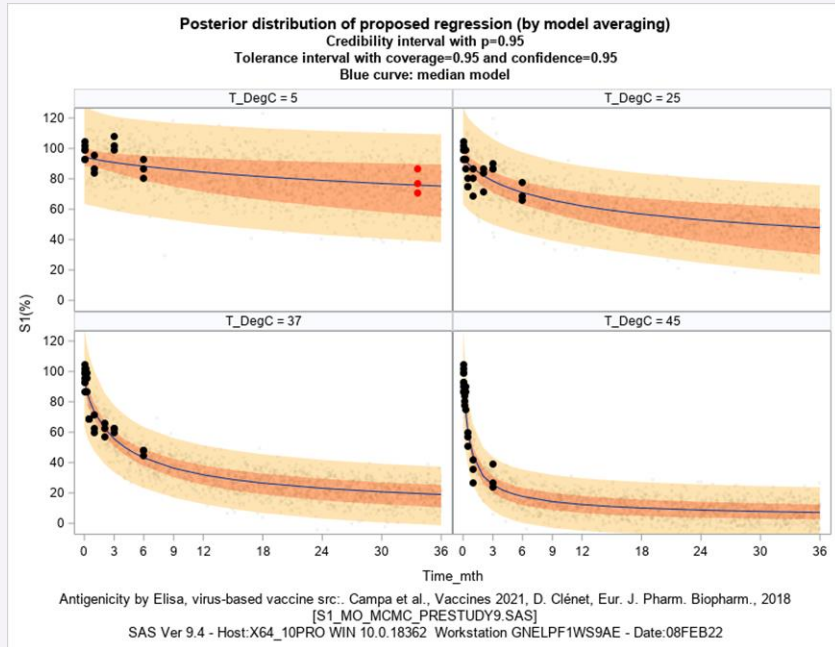 Posterior distribution of proposed regression (by model averaging)
Credibility interval with p=0.95
Tolerance interval with coverage=0.95 and confidence=0.95
Blue curve: median model
T_DegC = 5
T_DegC = 25
120
100
80
60
40
20
0
S1(%)
T_DegC = 37
T_DegC = 45
120
100
80
60
40
20
0
0 3 6 9 12 18 24 30 36
0 3 6 9 12 18 24 30 36
Time_mth
Antigenicity by Elisa, virus-based vaccine src:. Campa et al., Vaccines 2021, D. Clénet, Eur. J. Pharm. Biopharm., 2018
[S1_MO_MCMC_PRESTUDY9.SAS]
SAS Ver 9.4 - Host:X64_10PRO WIN 10.0.18362 Workstation GNELPF1WS9AE - Date:08FEB22